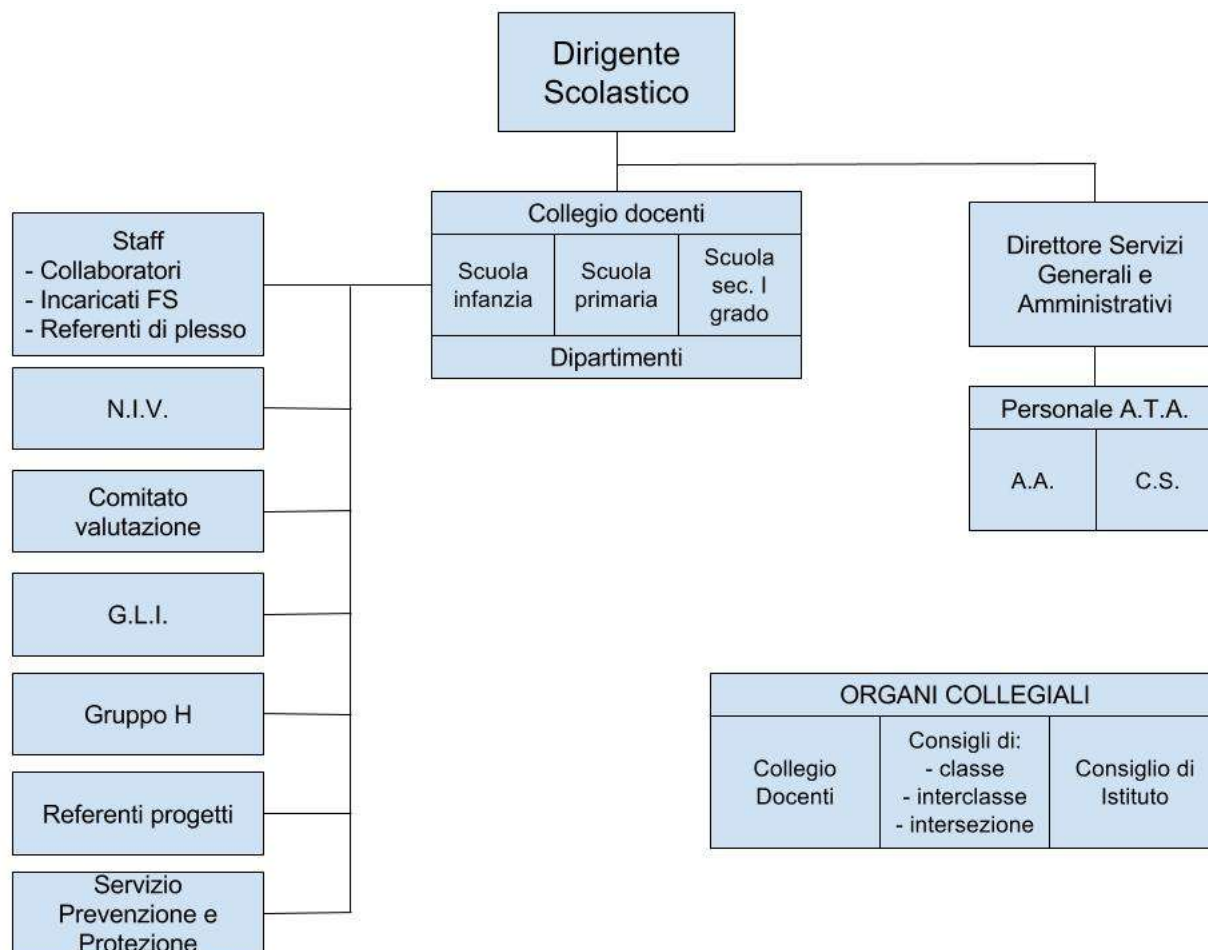 Dirigente
Scolastico
Collegio docenti
Scuola
infanzia
Scuola
primaria
Scuola
sec. I
grado
Dipartimenti
Direttore Servizi
Generali e
Amministrativi
Personale A.T.A.
A.A.
C.S.
Staff
- Collaboratori
- Incaricati FS
- Referenti di plesso
N.I.V.
Comitato
valutazione
G.L.I.
Gruppo H
Referenti progetti
Servizio
Prevenzione e
Protezione
ORGANI COLLEGIALI
Collegio
Docenti
Consigli di:
- classe
- interclasse
- intersezione
Consiglio di
Istituto